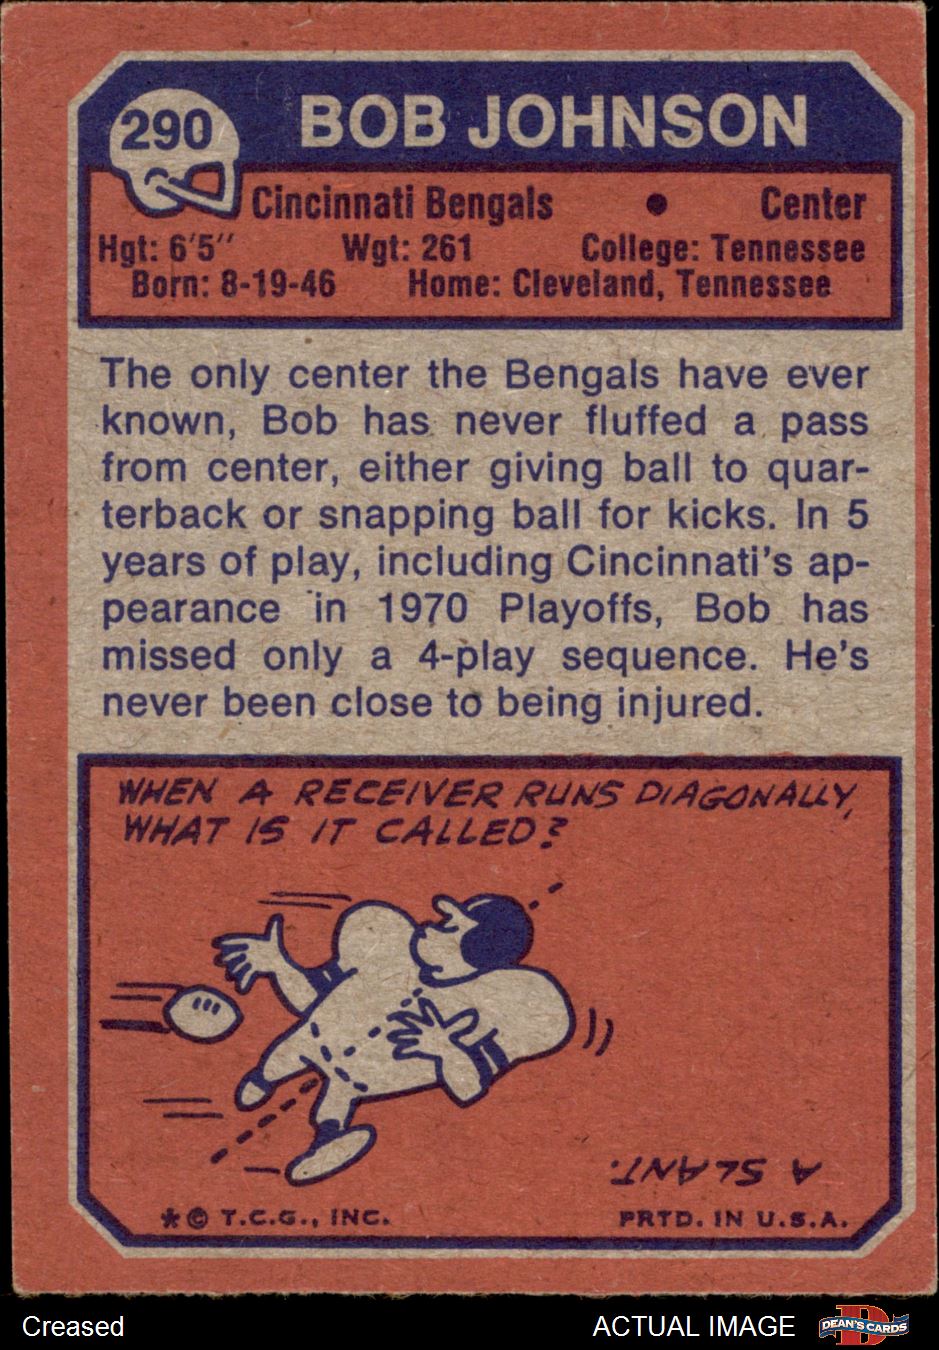 290
BOB JOHNSON
Cincinnati Bengals • Center
Hgt: 6'5" Wgt: 261 College: Tennessee
Born: 8-19-46 Home: Cleveland, Tennessee
The only center the Bengals have ever
known, Bob has never fluffed a pass
from center, either giving ball to quar-
terback or snapping ball for kicks. In 5
years of play, including Cincinnati's ap-
pearance in 1970 Playoffs, Bob has
missed only a 4-play sequence. He's
never been close to being injured.
WHEN A RECEIVER RUNS DIAGONALLY,
WHAT IS IT CALLED?
A SLANT.
*© T.C.G., INC. PRTD. IN U.S.A.
Creased
ACTUAL IMAGE
DEAN'S CARDS